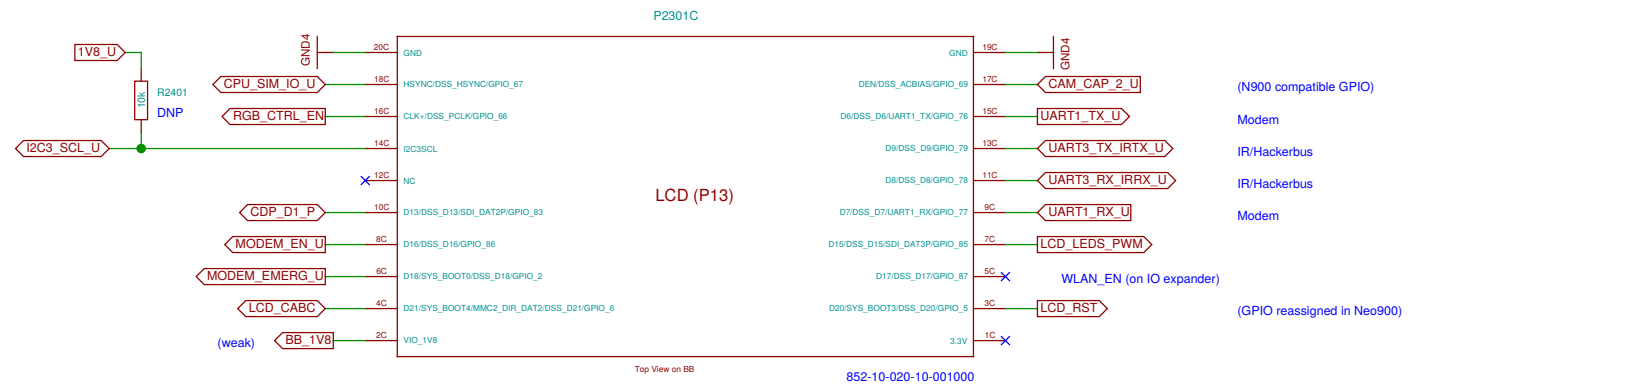 P2301C
1V8_U
R2401
10k
DNP
I2C3_SCL_U
GND4
20C GND
CPU_SIM_IO_U 18C HSYNC/DSS_HSYNC/GPIO_67
RGB_CTRL_EN 16C CLK+/DSS_PCLK/GPIO_66
14C I2C3SCL
12C NC
CDP_D1_P 10C D13/DSS_D13/SDI_DAT2P/GPIO_83
MODEM_EN_U 8C D16/DSS_D16/GPIO_86
MODEM_EMERG_U 6C D18/SYS_BOOT0/DSS_D18/GPIO_2
LCD_CABC 4C D21/SYS_BOOT4/MMC2_DIR_DAT2/DSS_D21/GPIO_6
(weak) BB_1V8 2C VIO_1V8
LCD (P13)
GND 19C GND4
DEN/DSS_ACBIAS/GPIO_69 17C CAM_CAP_2_U (N900 compatible GPIO)
D6/DSS_D6/UART1_TX/GPIO_76 15C UART1_TX_U Modem
D9/DSS_D9/GPIO_79 13C UART3_TX_IRTX_U IR/Hackerbus
D8/DSS_D8/GPIO_78 11C UART3_RX_IRRX_U IR/Hackerbus
D7/DSS_D7/UART1_RX/GPIO_77 9C UART1_RX_U Modem
D15/DSS_D15/SDI_DAT3P/GPIO_85 7C LCD_LEDS_PWM
D17/DSS_D17/GPIO_87 5C WLAN_EN (on IO expander)
D20/SYS_BOOT3/DSS_D20/GPIO_5 3C LCD_RST (GPIO reassigned in Neo900)
3.3V 1C
Top View on BB
852-10-020-10-001000